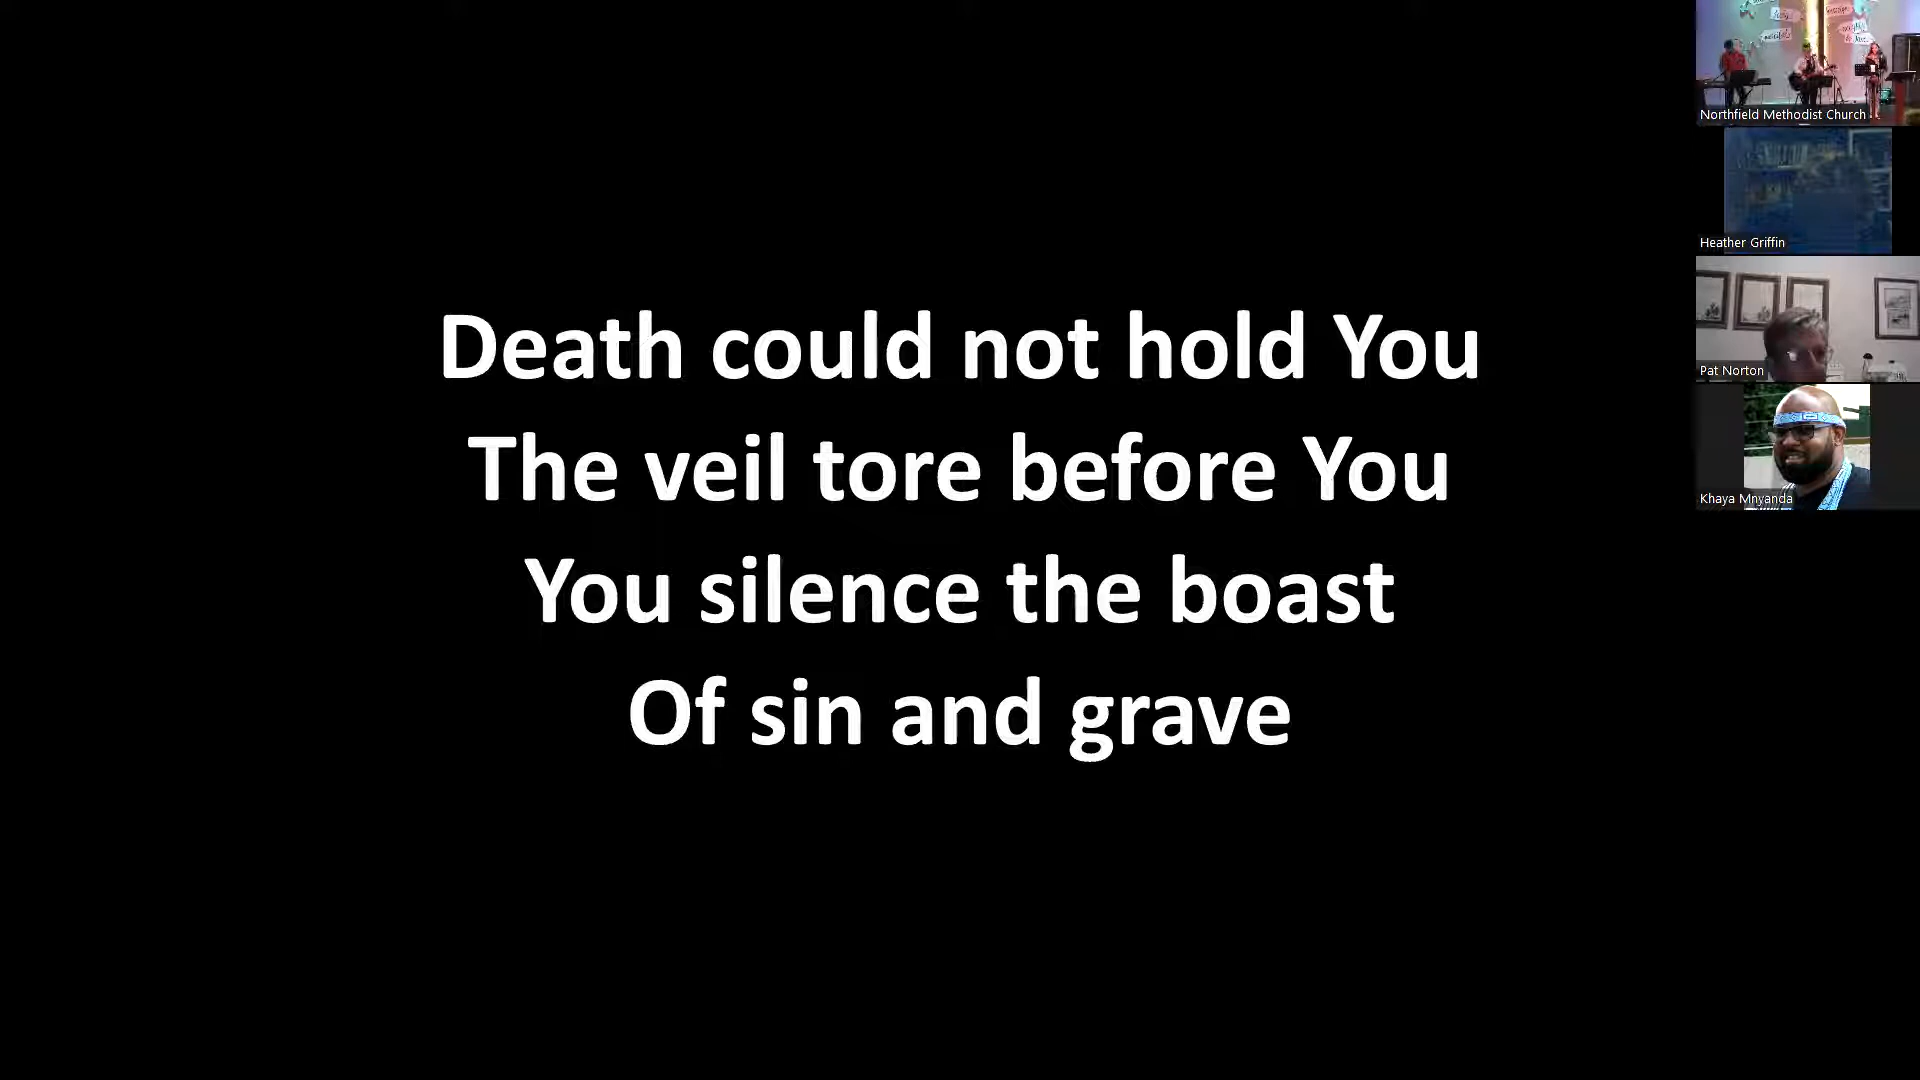 Death could not hold You
The veil tore before You
You silence the boast
Of sin and grave
Northfield Methodist Church
Heather Griffin
Pat Norton
Khaya Mnyanda